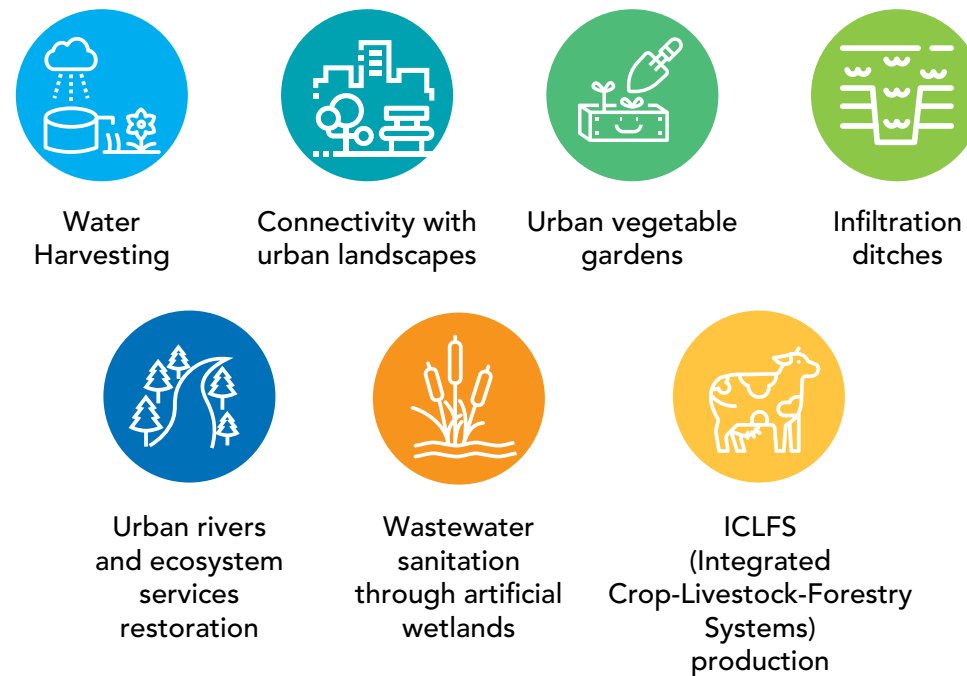 Water
Harvesting
Connectivity with
urban landscapes
Urban vegetable
gardens
Infiltration
ditches
Urban rivers
and ecosystem
services
restoration
Wastewater
sanitation
through artificial
wetlands
ICLFS
(Integrated
Crop-Livestock-Forestry
Systems)
production